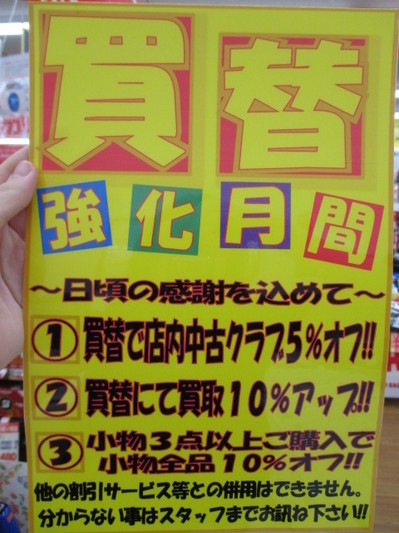 買替
強化月間
～日頃の感謝を込めて～
① 買替で店内中古クラブ5%オフ!!
② 買替にて買取10%アップ!!
③ 小物3点以上ご購入で
小物全品10%オフ!!
他の割引サービス等との併用はできません。
分からない事はスタッフまでお訊ね下さい!!